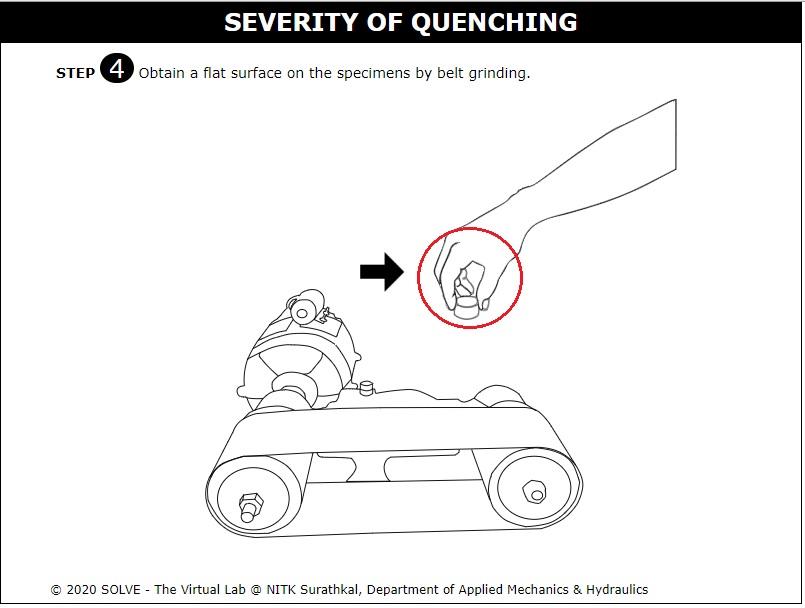 SEVERITY OF QUENCHING
STEP 4 Obtain a flat surface on the specimens by belt grinding.
© 2020 SOLVE - The Virtual Lab @ NITK Surathkal, Department of Applied Mechanics & Hydraulics